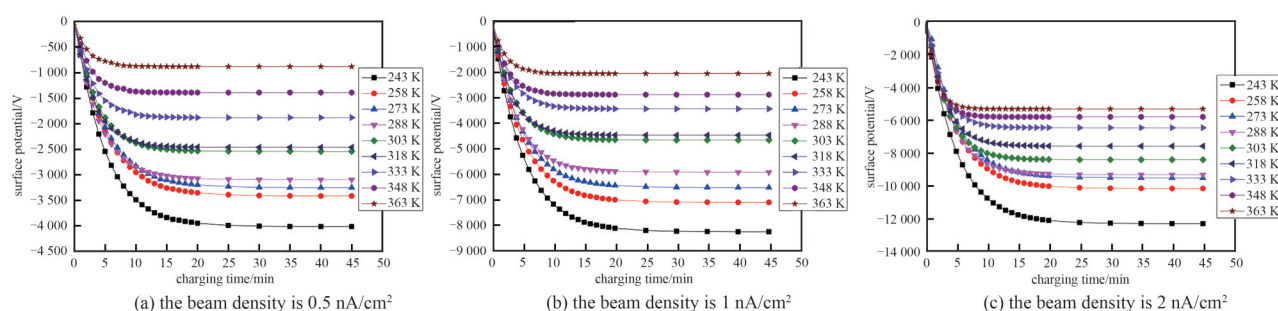 0
−500
−1 000
−1 500
−2 000
−2 500
−3 000
−3 500
−4 000
−4 500
surface potential/V
0 5 10 15 20 25 30 35 40 45 50
charging time/min
243 K
258 K
273 K
288 K
303 K
318 K
333 K
348 K
363 K
(a) the beam density is 0.5 nA/cm²
0
−1 000
−2 000
−3 000
−4 000
−5 000
−6 000
−7 000
−8 000
−9 000
surface potential/V
0 5 10 15 20 25 30 35 40 45 50
charging time/min
243 K
258 K
273 K
288 K
303 K
318 K
333 K
348 K
363 K
(b) the beam density is 1 nA/cm²
0
−2 000
−4 000
−6 000
−8 000
−10 000
−12 000
−14 000
surface potential/V
0 5 10 15 20 25 30 35 40 45 50
charging time/min
243 K
258 K
273 K
288 K
303 K
318 K
333 K
348 K
363 K
(c) the beam density is 2 nA/cm²